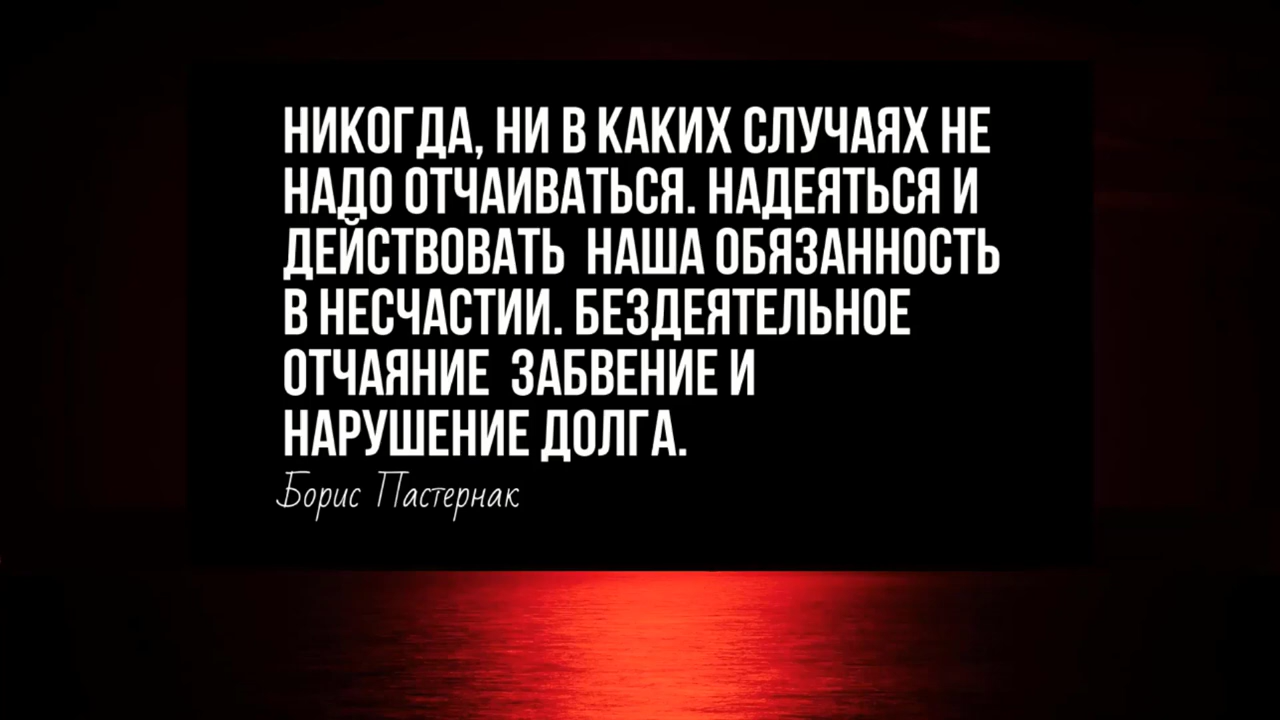 НИКОГДА, НИ В КАКИХ СЛУЧАЯХ НЕ
НАДО ОТЧАИВАТЬСЯ. НАДЕЯТЬСЯ И
ДЕЙСТВОВАТЬ НАША ОБЯЗАННОСТЬ
В НЕСЧАСТИИ. БЕЗДЕЯТЕЛЬНОЕ
ОТЧАЯНИЕ ЗАБВЕНИЕ И
НАРУШЕНИЕ ДОЛГА.
Борис Пастернак